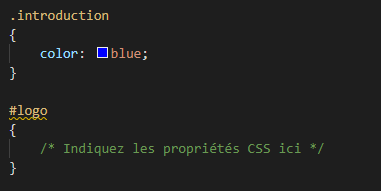 .introduction
{
color: blue;
}
#logo
{
/* Indiquez les propriétés CSS ici */
}